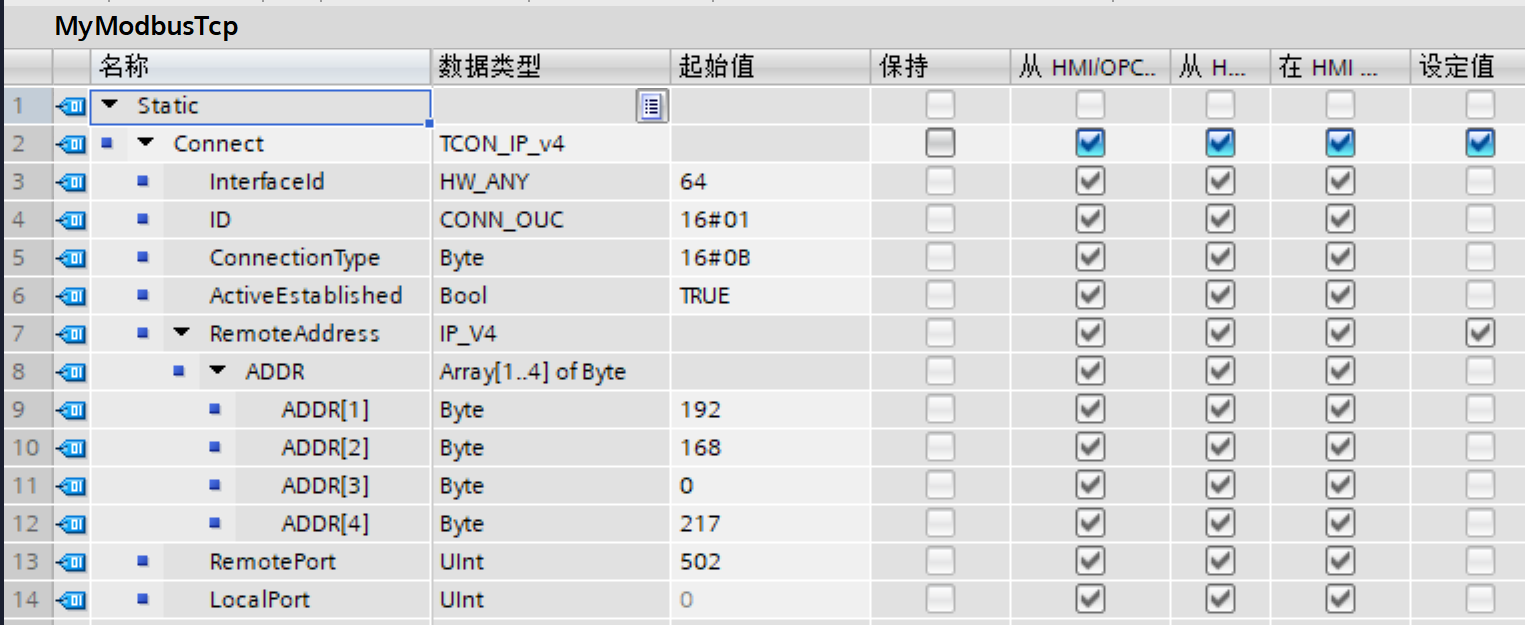 MyModbusTcp
名称 数据类型 起始值 保持 从 HMI/OPC... 从 H... 在 HMI ... 设定值
1 Static
2 Connect TCON_IP_v4
3 InterfaceId HW_ANY 64
4 ID CONN_OUC 16#01
5 ConnectionType Byte 16#0B
6 ActiveEstablished Bool TRUE
7 RemoteAddress IP_V4
8 ADDR Array[1..4] of Byte
9 ADDR[1] Byte 192
10 ADDR[2] Byte 168
11 ADDR[3] Byte 0
12 ADDR[4] Byte 217
13 RemotePort UInt 502
14 LocalPort UInt 0